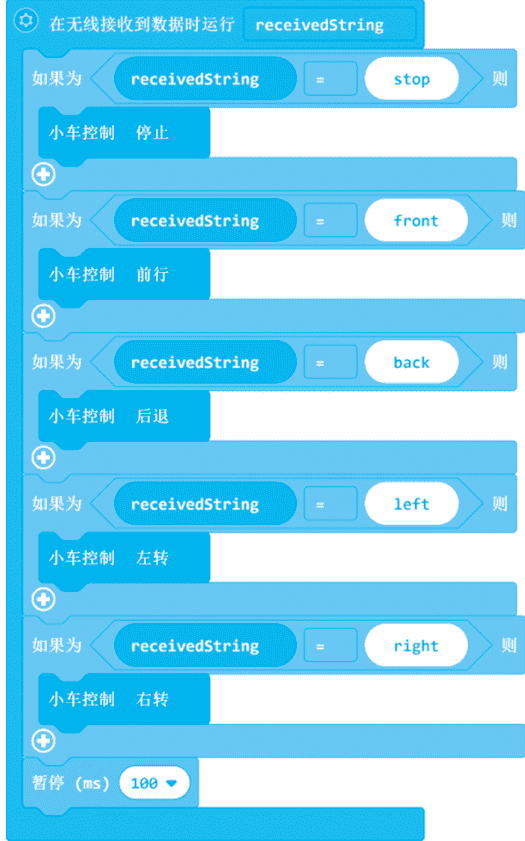 在无线接收到数据时运行 receivedString
如果为 receivedString = stop 则
小车控制 停止
如果为 receivedString = front 则
小车控制 前行
如果为 receivedString = back 则
小车控制 后退
如果为 receivedString = left 则
小车控制 左转
如果为 receivedString = right 则
小车控制 右转
暂停 (ms) 100